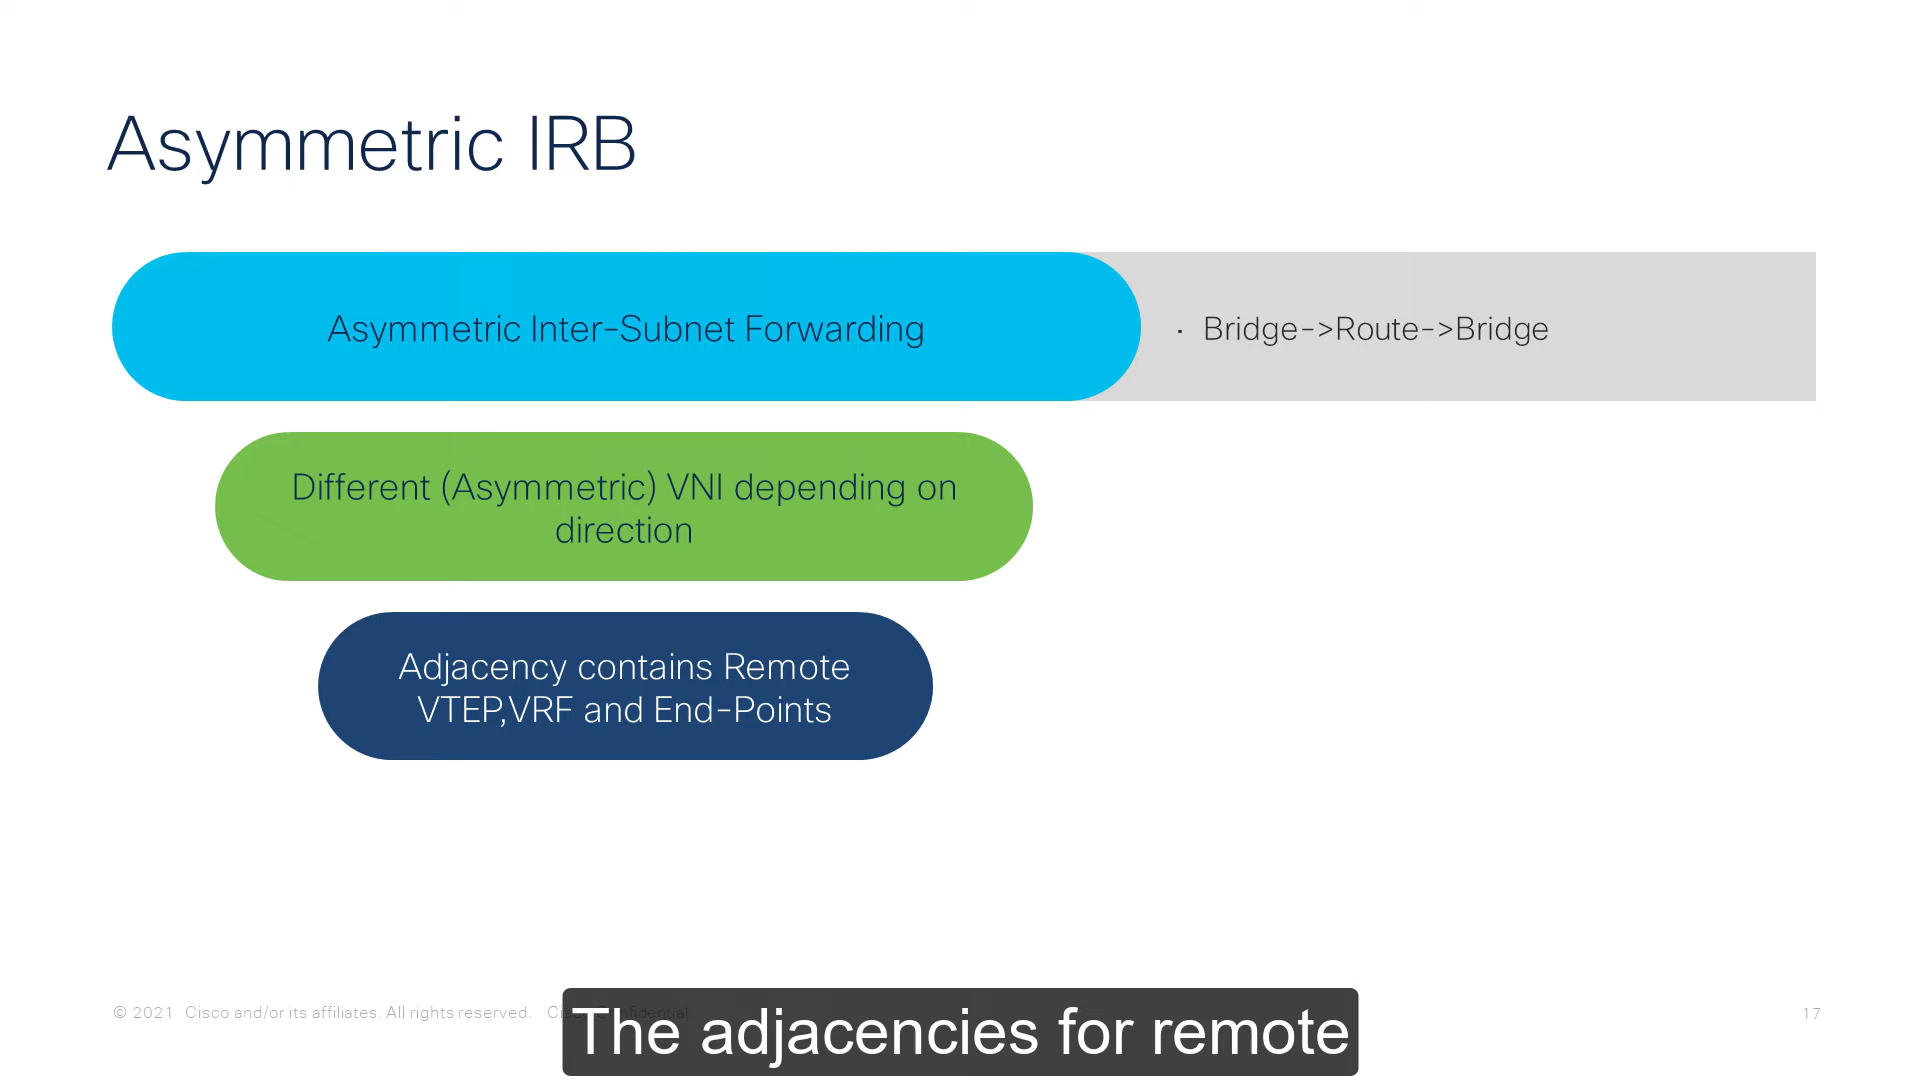 Asymmetric IRB
Asymmetric Inter-Subnet Forwarding
· Bridge->Route->Bridge
Different (Asymmetric) VNI depending on
direction
Adjacency contains Remote
VTEP,VRF and End-Points
© 2021 Cisco and/or its affiliates. All rights reserved.
17
The adjacencies for remote